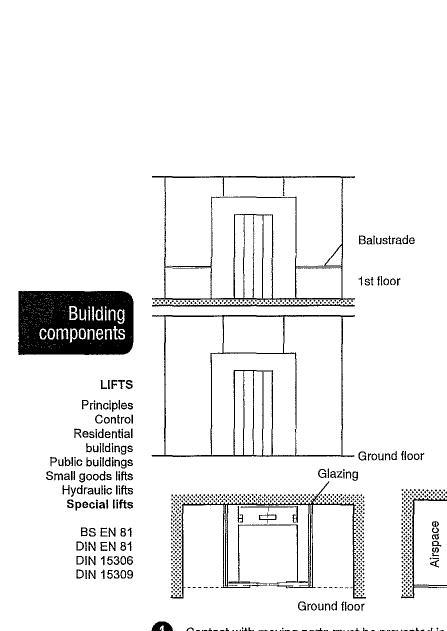 Balustrade
1st floor
Building
components
LIFTS
Principles
Control
Residential
buildings
Public buildings
Small goods lifts
Hydraulic lifts
Special lifts
BS EN 81
DIN EN 81
DIN 15306
DIN 15309
Ground floor
Glazing
Airspace
Ground floor
1